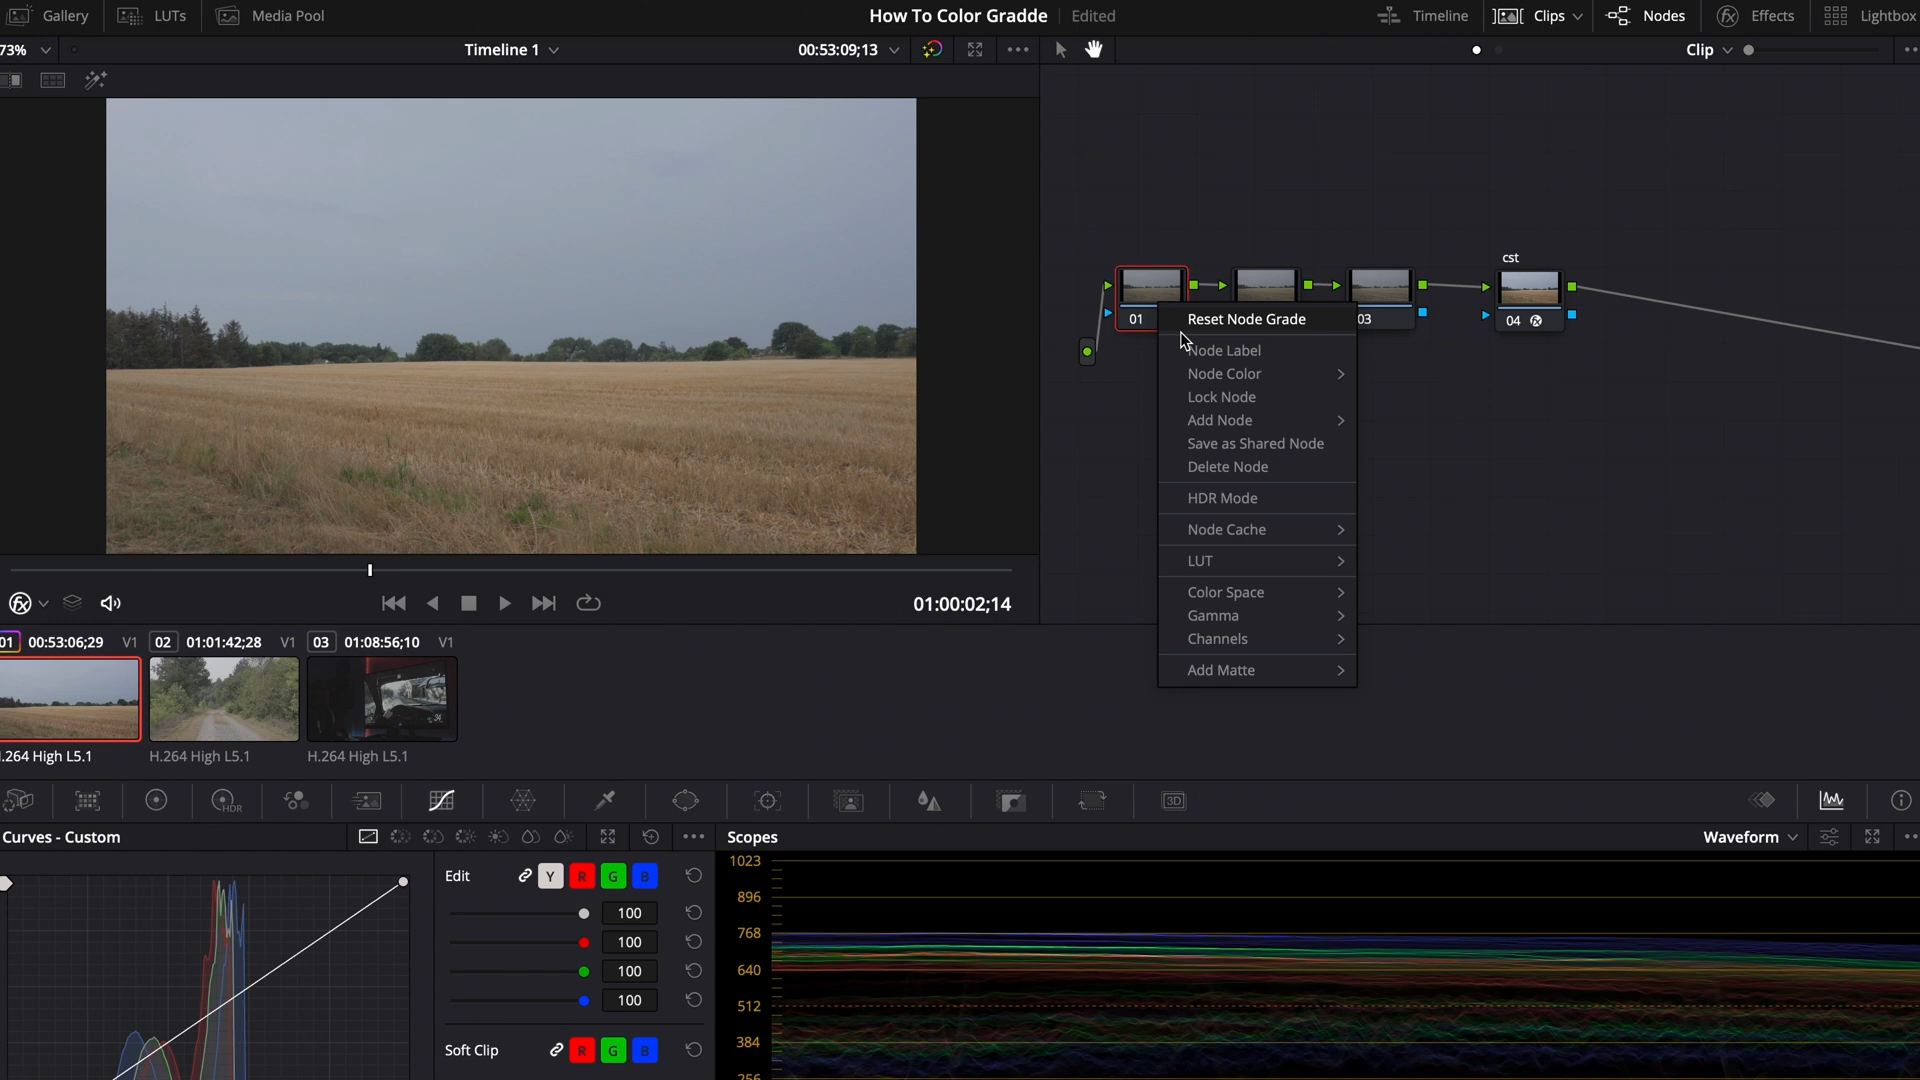 Gallery
LUTs
Media Pool
How To Color Gradde
Edited
Timeline
Clips
Nodes
Effects
Lightbox
73%
Timeline 1
00:53:09;13
Clip
cst
01
03
04
Reset Node Grade
Node Label
Node Color
Lock Node
Add Node
Save as Shared Node
Delete Node
HDR Mode
Node Cache
LUT
Color Space
Gamma
Channels
Add Matte
01:00:02;14
01 00:53:06;29 V1
02 01:01:42:28 V1
03 01:08:56;10 V1
.264 High L5.1
H.264 High L5.1
H.264 High L5.1
HDR
3D
Curves - Custom
Scopes
Waveform
Edit Y R G B
100
100
100
100
Soft Clip R G B
1023
896
768
640
512
384
256